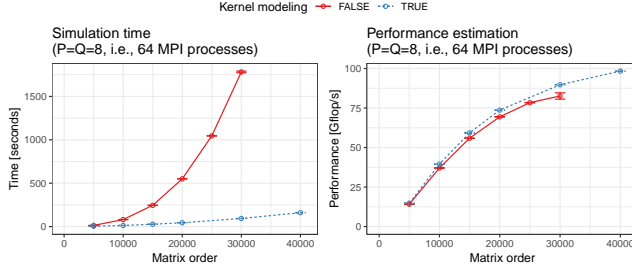 Kernel modeling FALSE TRUE
Simulation time
(P=Q=8, i.e., 64 MPI processes)
Time [seconds]
1500
1000
500
0
0 10000 20000 30000 40000
Matrix order
Performance estimation
(P=Q=8, i.e., 64 MPI processes)
Performance [Gflop/s]
100
75
50
25
0
0 10000 20000 30000 40000
Matrix order